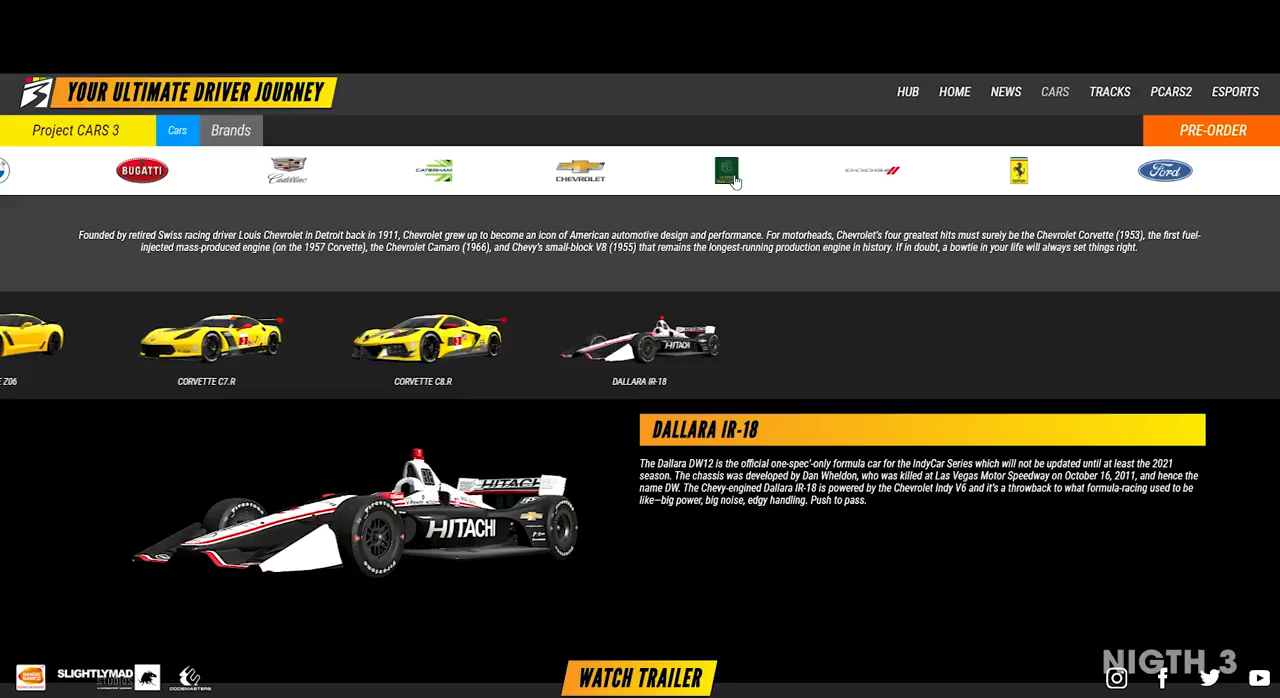 YOUR ULTIMATE DRIVER JOURNEY
HUB HOME NEWS CARS TRACKS PCARS2 ESPORTS
Project CARS 3 Cars Brands PRE-ORDER
BUGATTI Cadillac CATERHAM CHEVROLET DODGE Ford
Founded by retired Swiss racing driver Louis Chevrolet in Detroit back in 1911, Chevrolet grew up to become an icon of American automotive design and performance. For motorheads, Chevrolet's four greatest hits must surely be the Chevrolet Corvette (1953), the first fuel-
injected mass-produced engine (on the 1957 Corvette), the Chevrolet Camaro (1966), and Chevy's small-block V8 (1955) that remains the longest-running production engine in history. If in doubt, a bowtie in your life will always set things right.
HITACHI
E Z06 CORVETTE C7.R CORVETTE C8.R DALLARA IR-18
DALLARA IR-18
The Dallara DW12 is the official one-spec'-only formula car for the IndyCar Series which will not be updated until at least the 2021
season. The chassis was developed by Dan Wheldon, who was killed at Las Vegas Motor Speedway on October 16, 2011, and hence the
name DW. The Chevy-engined Dallara IR-18 is powered by the Chevrolet Indy V6 and it's a throwback to what formula-racing used to be
like—big power, big noise, edgy handling. Push to pass.
HITACHI
Firestone
HITACHI
Firestone
NIGTH 3
SLIGHTLYMAD
STUDIOS
CODEMASTERS
WATCH TRAILER